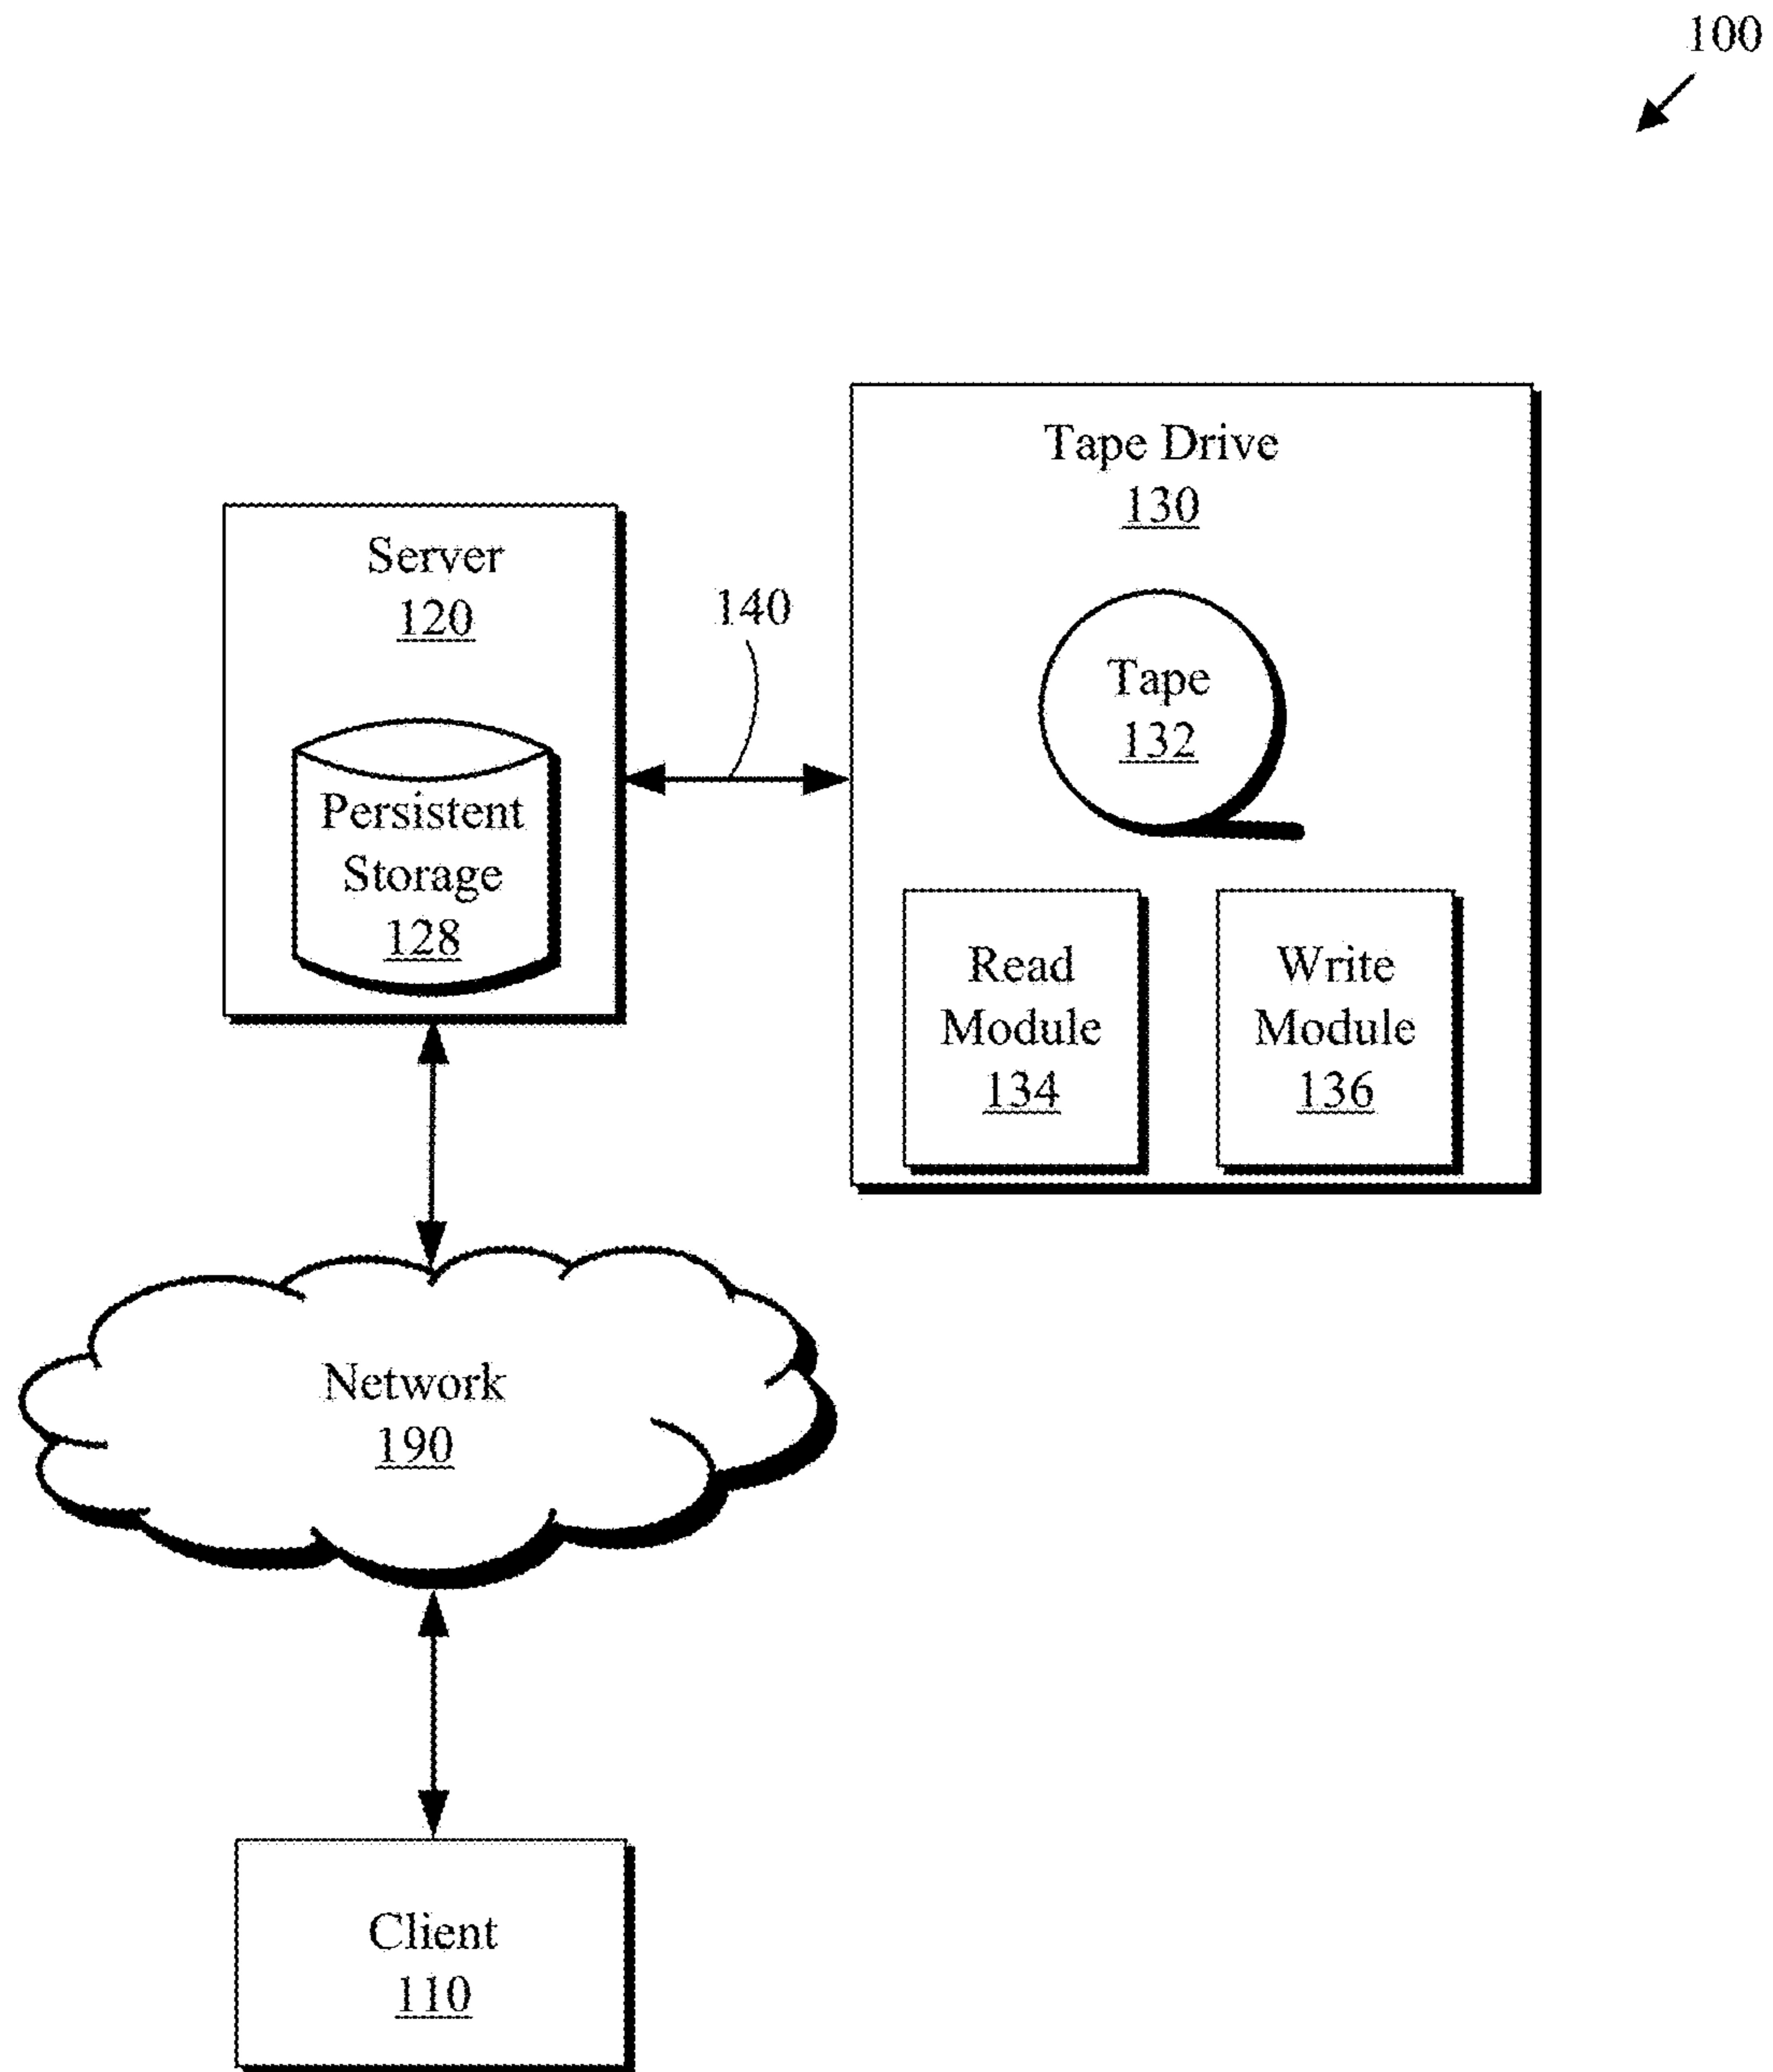 100
Tape Drive
130
Server
120
140
Tape
132
Persistent
Storage
128
Read
Module
134
Write
Module
136
Network
190
Client
110